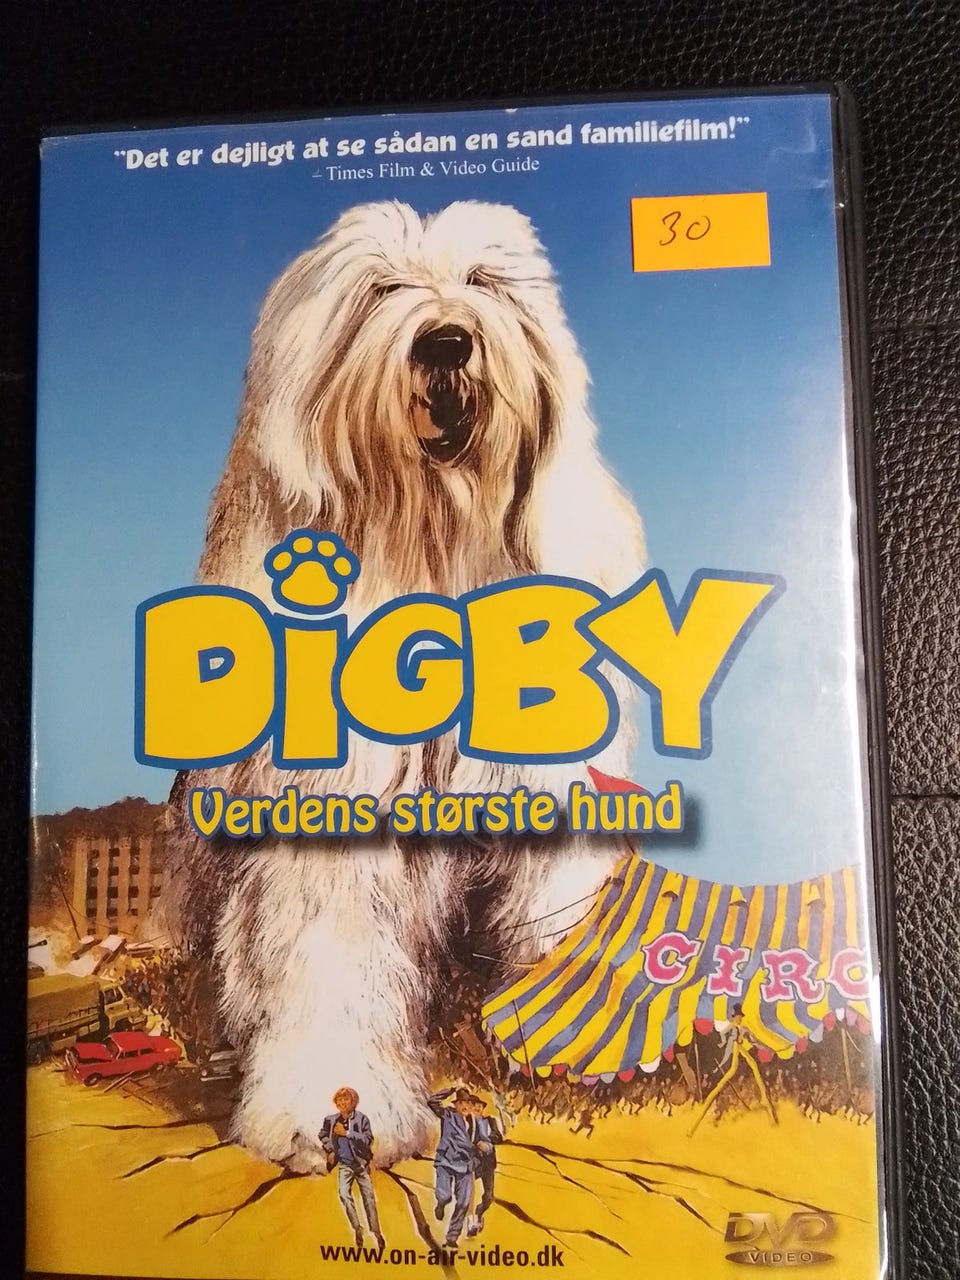 "Det er dejligt at se sådan en sand familiefilm!"
– Times Film & Video Guide
30
DiGBY
Verdens største hund
CIRC
www.on-air-video.dk
DVD
VIDEO